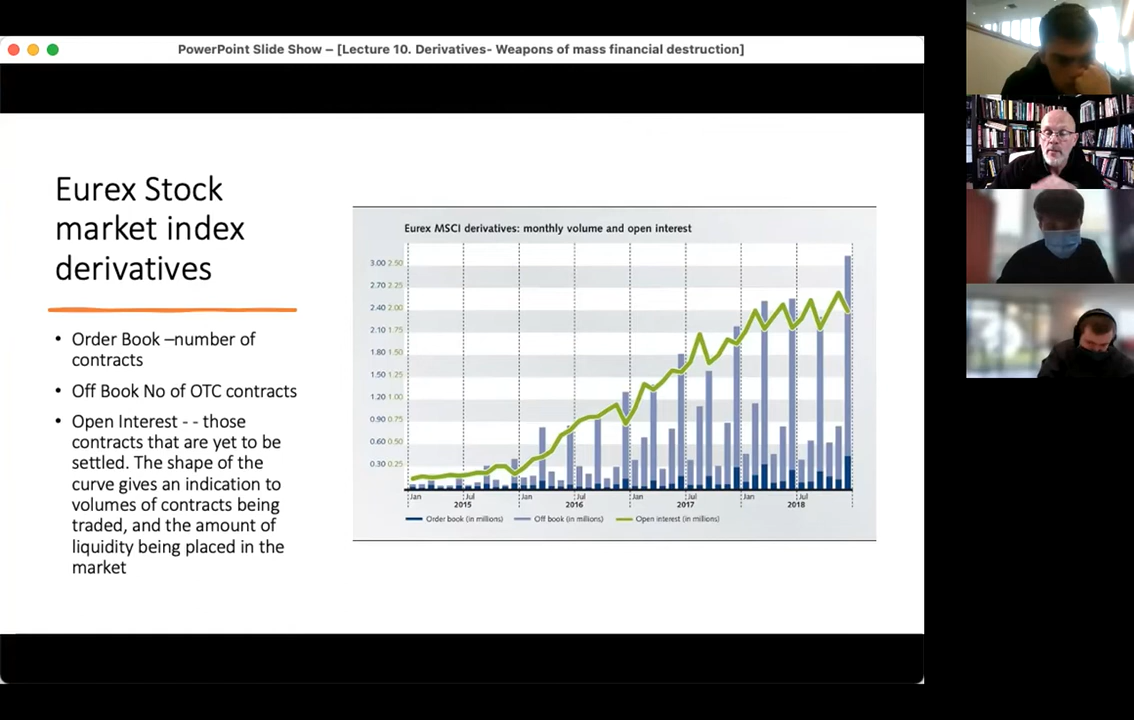 PowerPoint Slide Show – [Lecture 10. Derivatives- Weapons of mass financial destruction]
Eurex Stock
market index
derivatives
• Order Book –number of
contracts
• Off Book No of OTC contracts
• Open Interest - - those
contracts that are yet to be
settled. The shape of the
curve gives an indication to
volumes of contracts being
traded, and the amount of
liquidity being placed in the
market
Eurex MSCI derivatives: monthly volume and open interest
3.00 2.50
2.70 2.25
2.40 2.00
2.10 1.75
1.80 1.50
1.50 1.25
1.20 1.00
0.90 0.75
0.60 0.50
0.30 0.25
Jan Jul Jan Jul Jan Jul Jan Jul
2015 2016 2017 2018
Order book (in millions) Off book (in millions) Open interest (in millions)